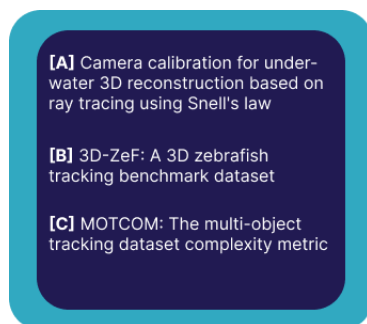 [A] Camera calibration for under-
water 3D reconstruction based on
ray tracing using Snell's law
[B] 3D-ZeF: A 3D zebrafish
tracking benchmark dataset
[C] MOTCOM: The multi-object
tracking dataset complexity metric